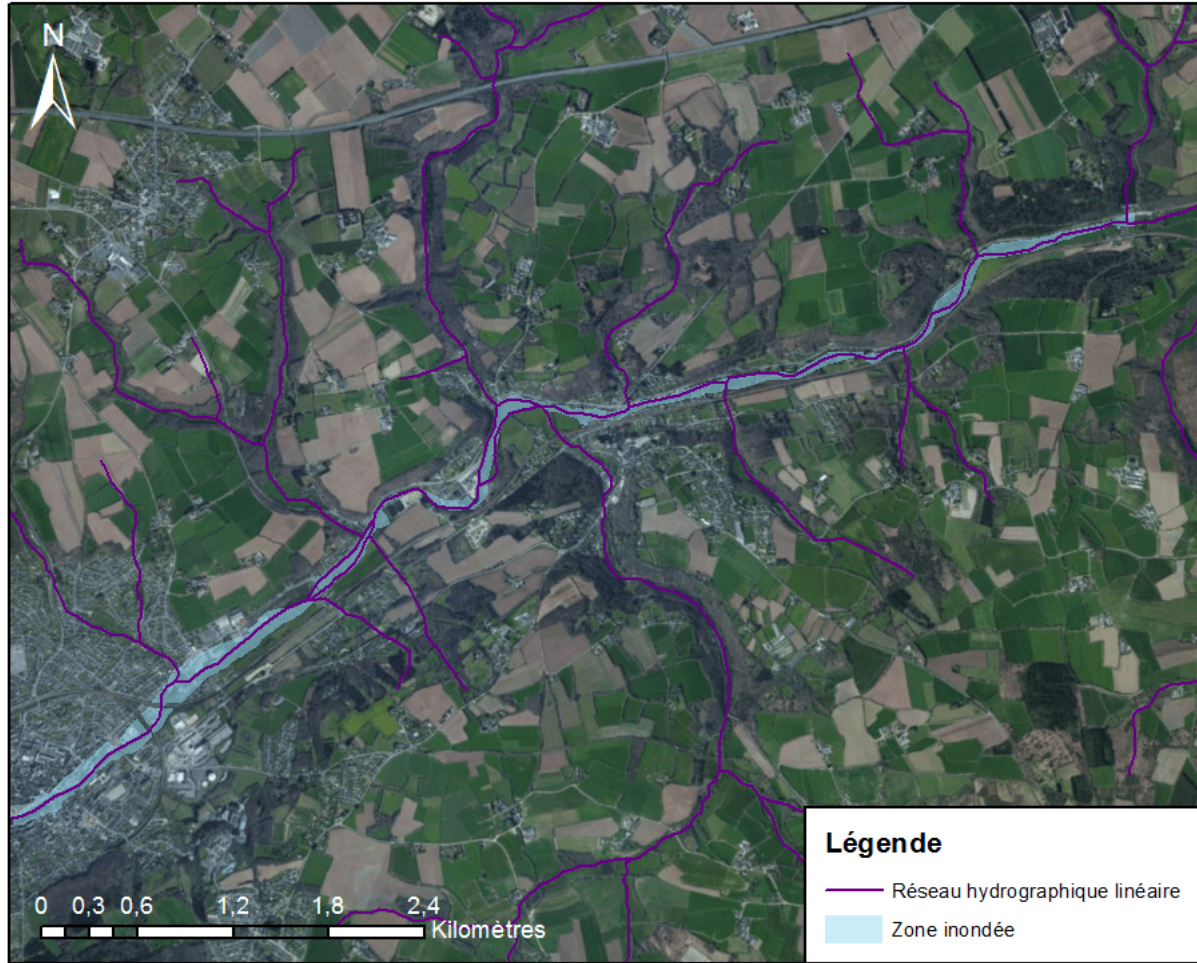 N
Légende
Réseau hydrographique linéaire
Zone inondée
0 0,3 0,6 1,2 1,8 2,4
Kilomètres